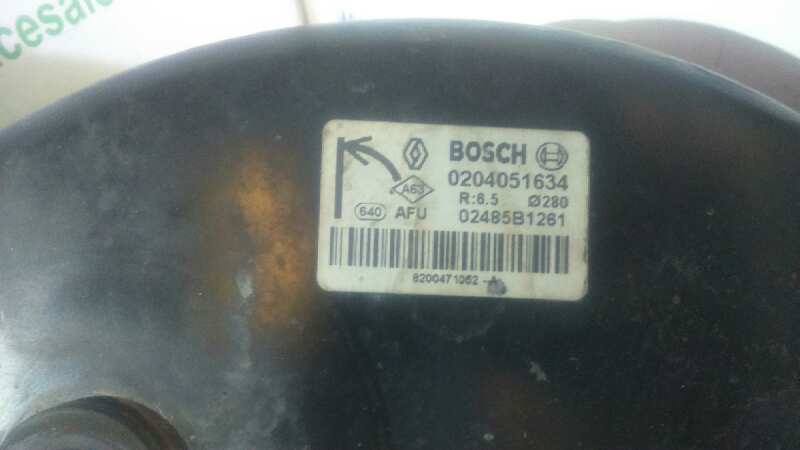 BOSCH
0204051634
A63
R:6.5 Ø280
640 AFU 02485B1261
8200471062 -A